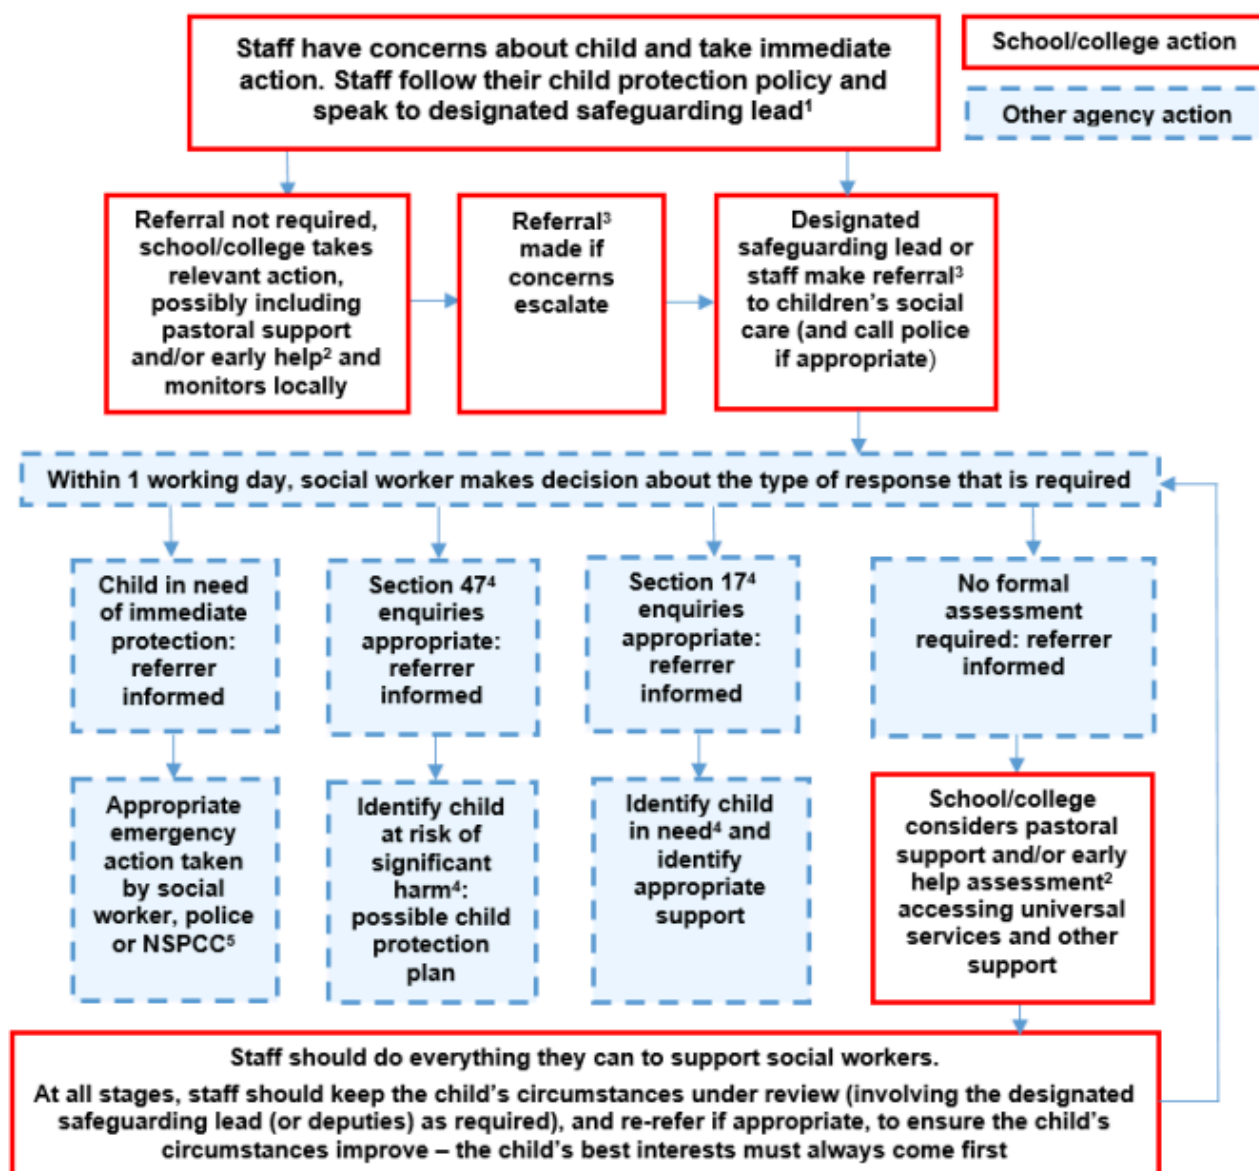 Staff have concerns about child and take immediate
action. Staff follow their child protection policy and
speak to designated safeguarding lead¹
School/college action
Other agency action
Referral not required,
school/college takes
relevant action,
possibly including
pastoral support
and/or early help² and
monitors locally
Referral³
made if
concerns
escalate
Designated
safeguarding lead or
staff make referral³
to children’s social
care (and call police
if appropriate)
Within 1 working day, social worker makes decision about the type of response that is required
Child in need
of immediate
protection:
referrer
informed
Section 47⁴
enquiries
appropriate:
referrer
informed
Section 17⁴
enquiries
appropriate:
referrer
informed
No formal
assessment
required: referrer
informed
Appropriate
emergency
action taken
by social
worker, police
or NSPCC⁵
Identify child
at risk of
significant
harm⁴:
possible child
protection
plan
Identify child
in need⁴ and
identify
appropriate
support
School/college
considers pastoral
support and/or early
help assessment²
accessing universal
services and other
support
Staff should do everything they can to support social workers.
At all stages, staff should keep the child’s circumstances under review (involving the designated
safeguarding lead (or deputies) as required), and re-refer if appropriate, to ensure the child’s
circumstances improve – the child’s best interests must always come first